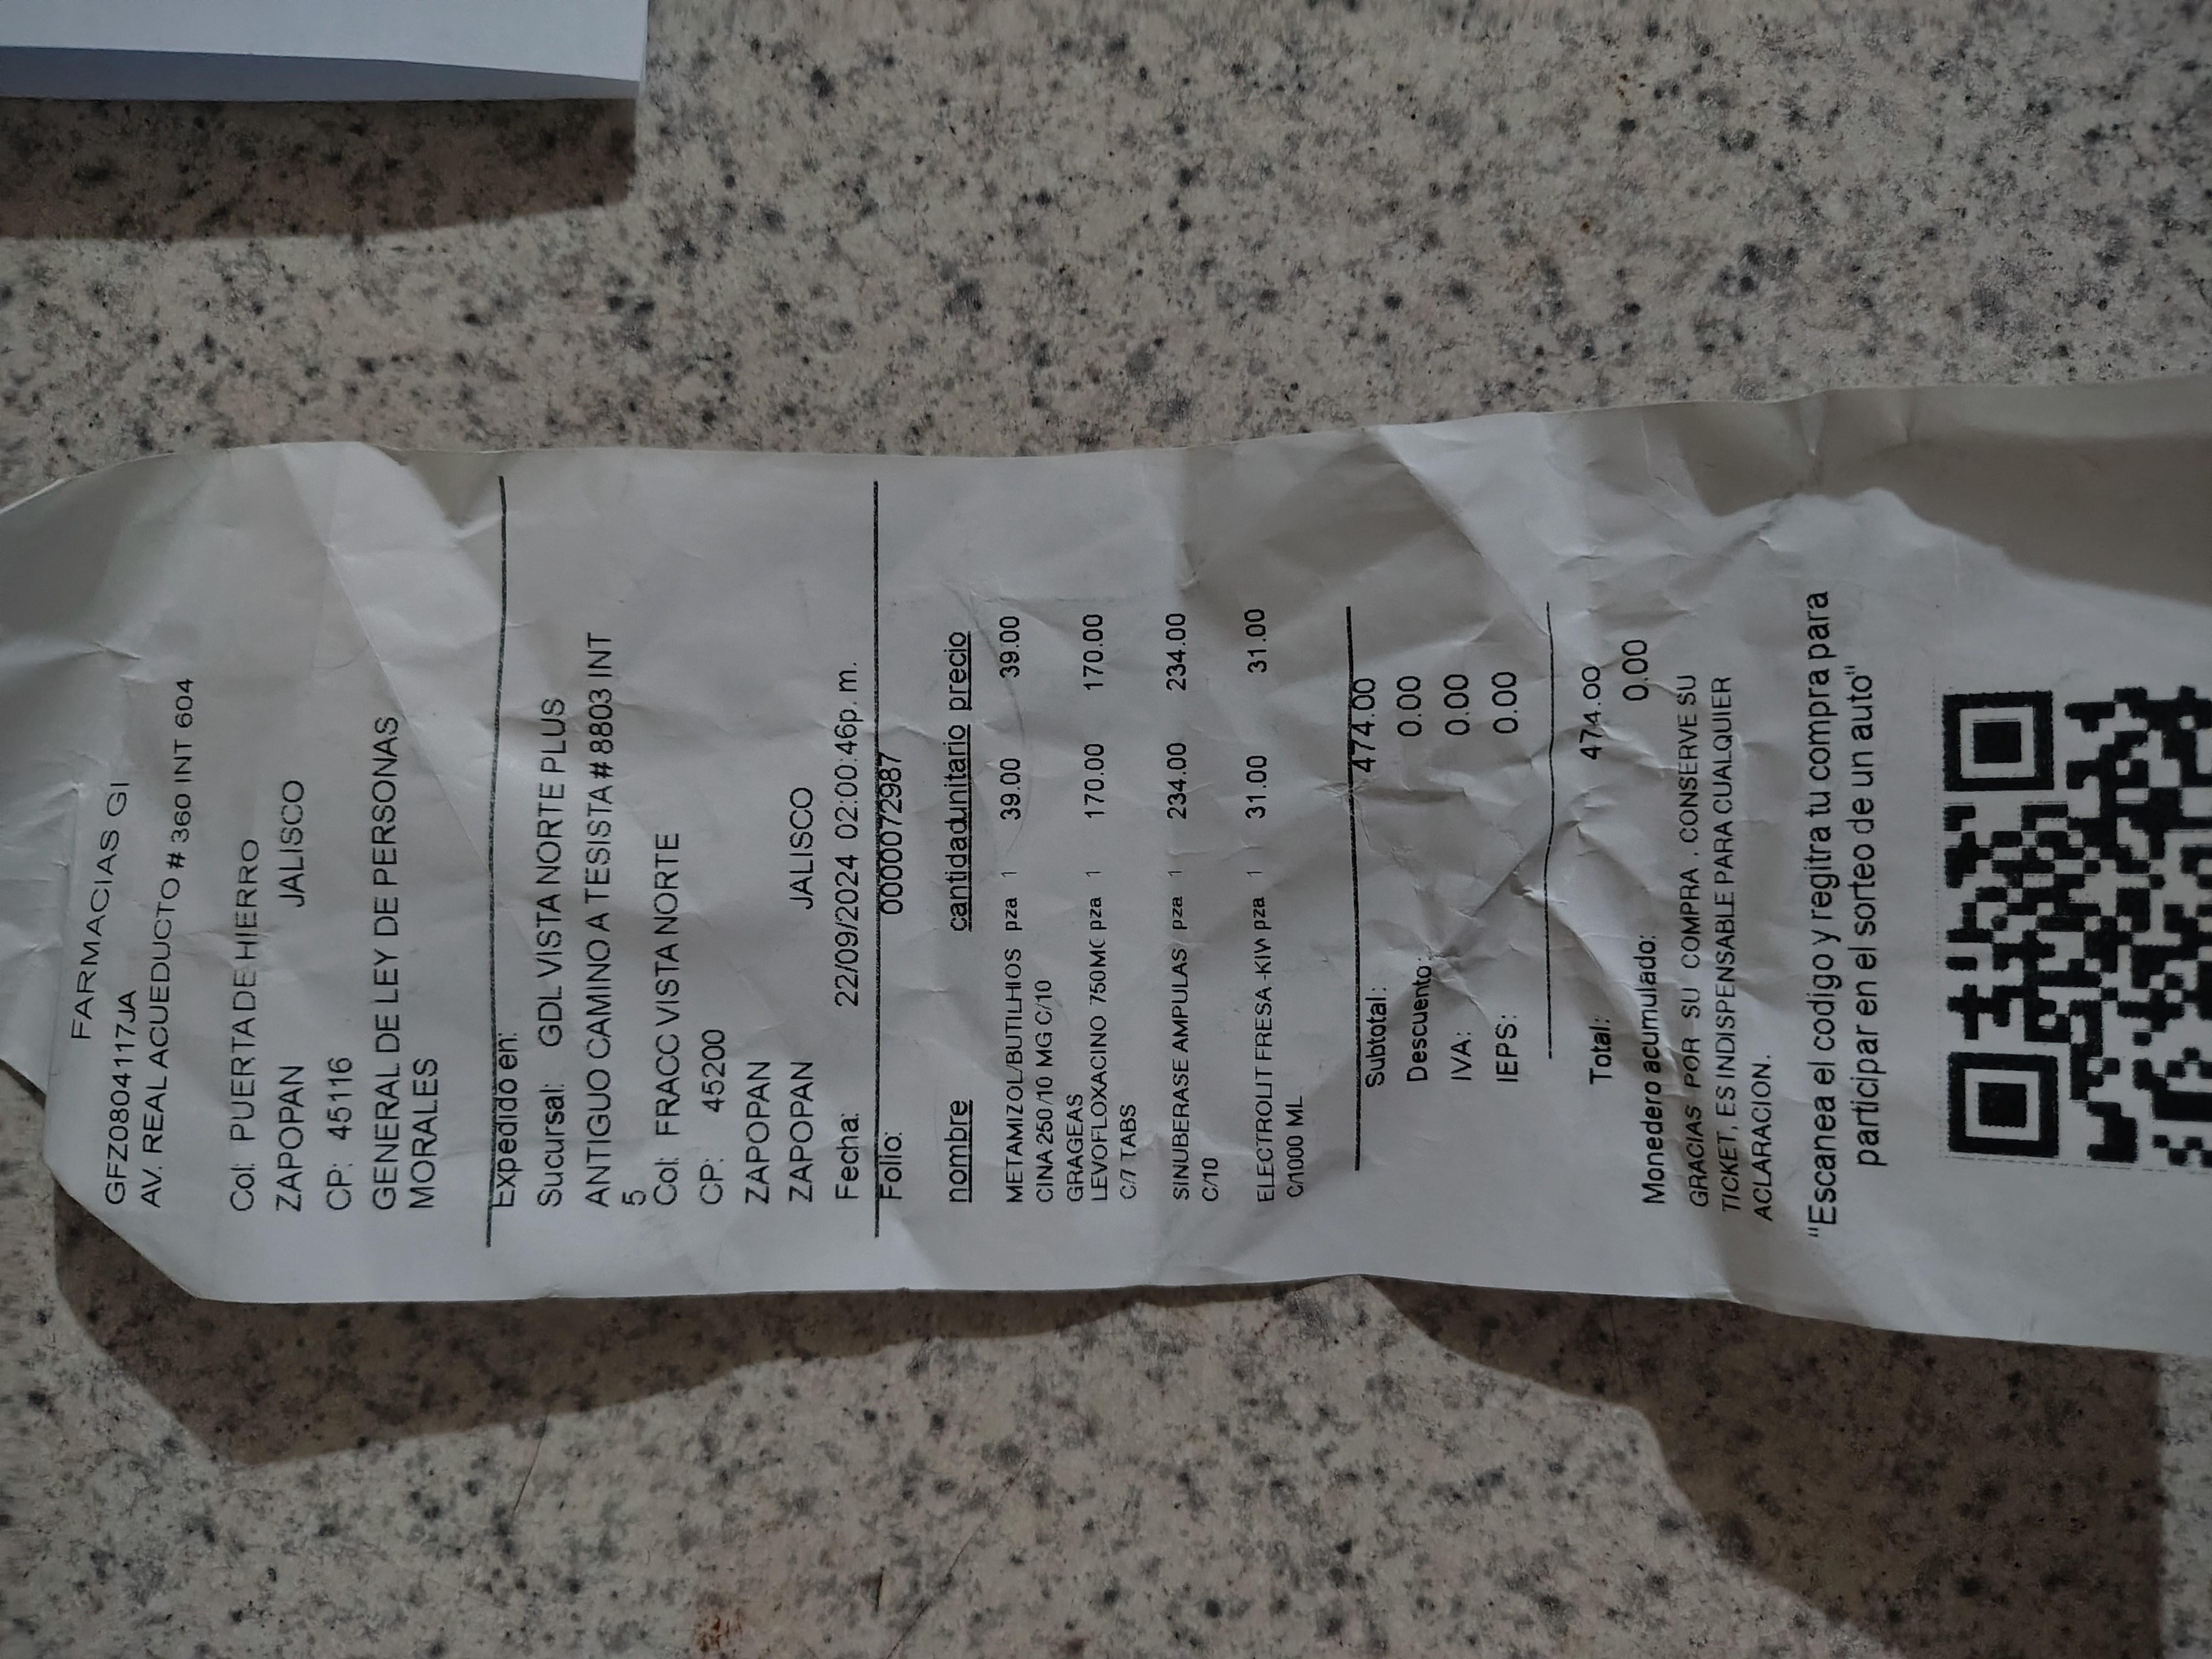 FARMACIAS GI
GFZ0804117JA
AV. REAL ACUEDUCTO # 360 INT 604
Col: PUERTA DE HIERRO
ZAPOPAN JALISCO
CP: 45116
GENERAL DE LEY DE PERSONAS
MORALES
Expedido en:
Sucursal: GDL VISTA NORTE PLUS
ANTIGUO CAMINO A TESISTA # 8803 INT
5
Col: FRACC VISTA NORTE
CP: 45200
ZAPOPAN
ZAPOPAN JALISCO
Fecha: 22/09/2024 02:00:46p. m.
Folio: 0000072987
nombre cantidadunitario precio
METAMIZOL/BUTILHIOS pza 1 39.00 39.00
CINA 250/10 MG C/10
GRAGEAS
LEVOFLOXACINO 750MG pza 1 170.00 170.00
C/7 TABS
SINUBERASE AMPULAS pza 1 234.00 234.00
C/10
ELECTROLIT FRESA-KIW pza 1 31.00 31.00
C/1000 ML
Subtotal: 474.00
Descuento: 0.00
IVA: 0.00
IEPS: 0.00
Total: 474.00
Monedero acumulado: 0.00
GRACIAS POR SU COMPRA , CONSERVE SU
TICKET, ES INDISPENSABLE PARA CUALQUIER
ACLARACION.
"Escanea el codigo y regitra tu compra para
participar en el sorteo de un auto"